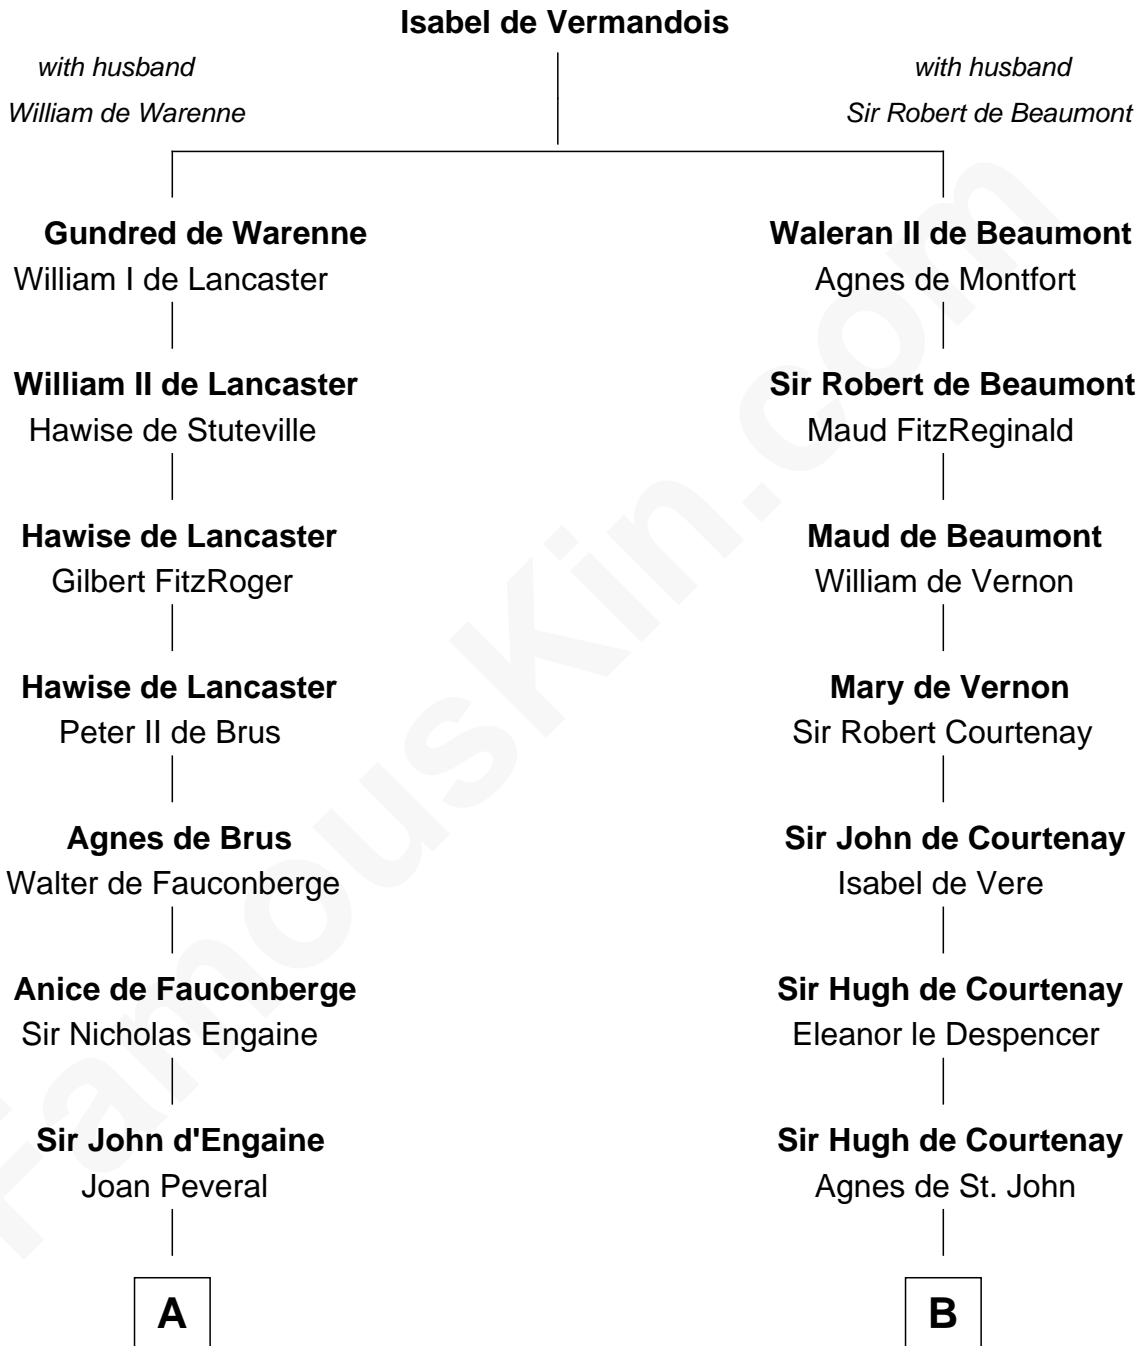 Isabel de Vermandois
with husband
William de Warenne
with husband
Sir Robert de Beaumont
Gundred de Warenne
William I de Lancaster
William II de Lancaster
Hawise de Stuteville
Hawise de Lancaster
Gilbert FitzRoger
Hawise de Lancaster
Peter II de Brus
Agnes de Brus
Walter de Fauconberge
Anice de Fauconberge
Sir Nicholas Engaine
Sir John d'Engaine
Joan Peveral
A
Waleran II de Beaumont
Agnes de Montfort
Sir Robert de Beaumont
Maud FitzReginald
Maud de Beaumont
William de Vernon
Mary de Vernon
Sir Robert Courtenay
Sir John de Courtenay
Isabel de Vere
Sir Hugh de Courtenay
Eleanor le Despencer
Sir Hugh de Courtenay
Agnes de St. John
B
FamousKin.com